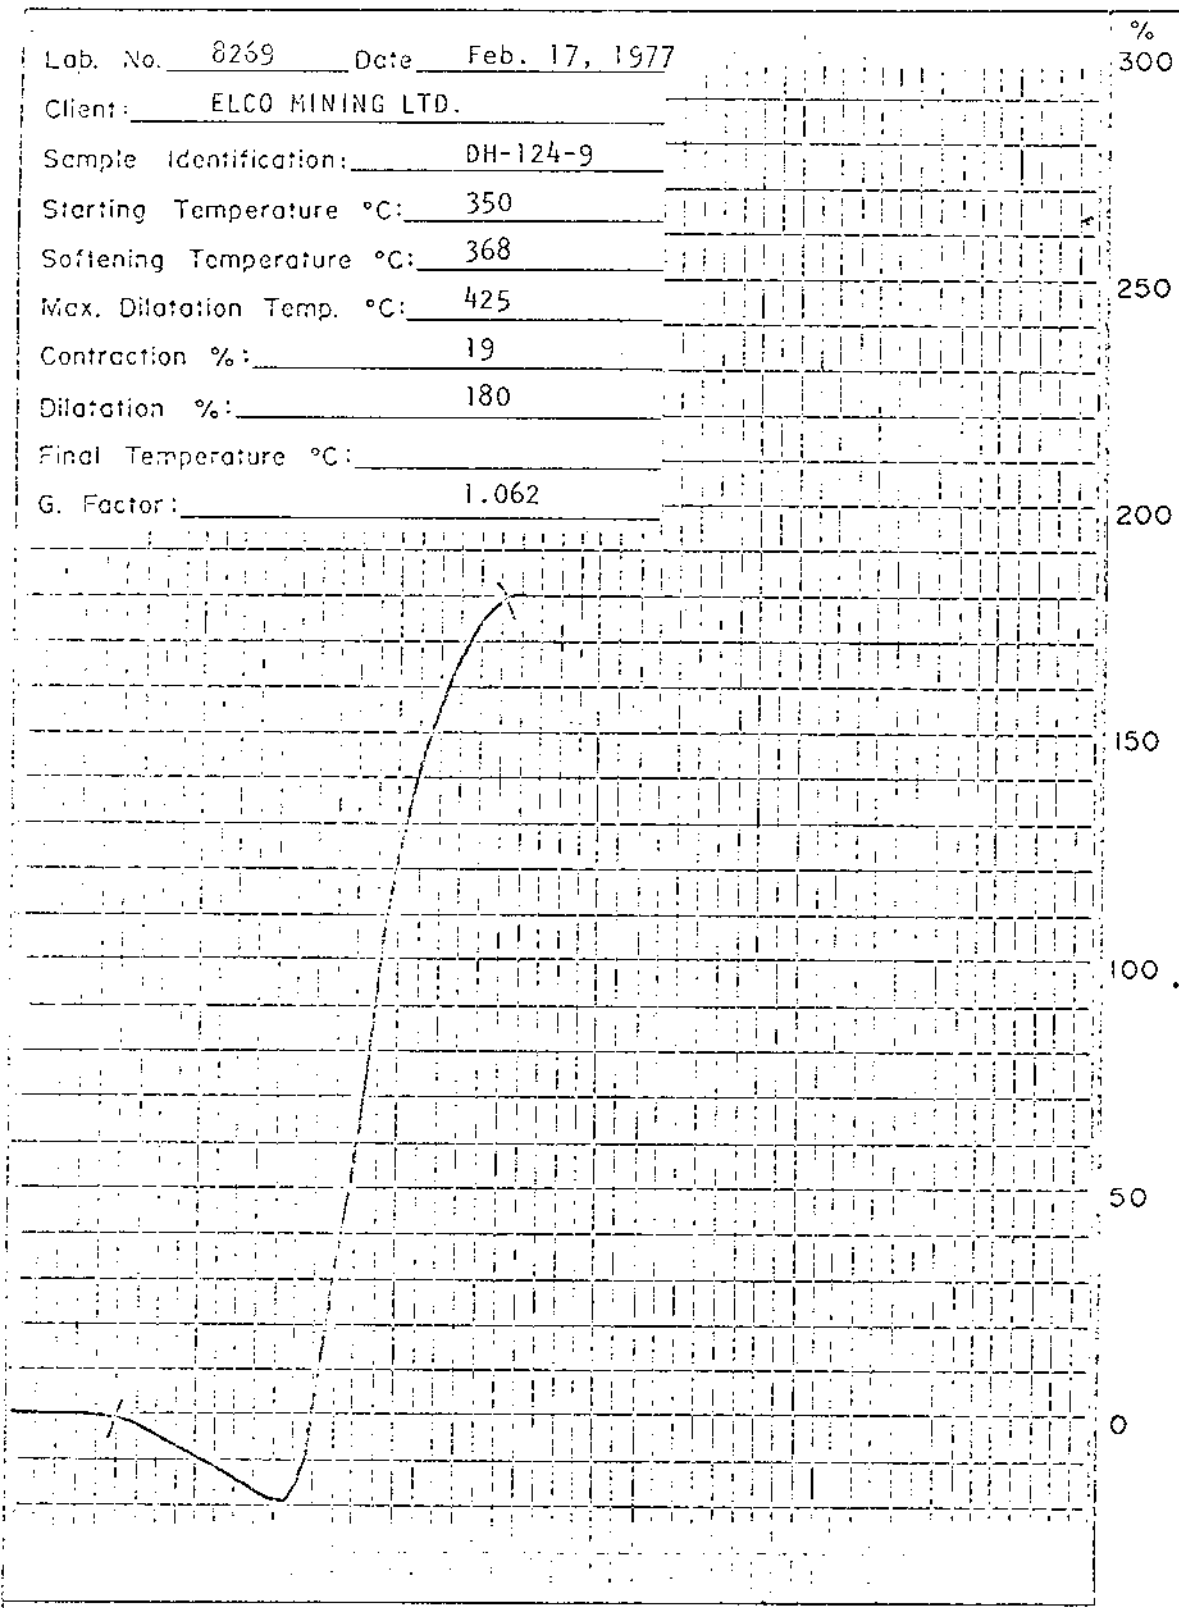 Lab. No. 8269 Date Feb. 17, 1977
Client: ELCO MINING LTD.
Sample Identification: DH-124-9
Starting Temperature °C: 350
Softening Temperature °C: 368
Max. Dilatation Temp. °C: 425
Contraction %: 19
Dilatation %: 180
Final Temperature °C:
G. Factor: 1.062
%
300
250
200
150
100
50
0